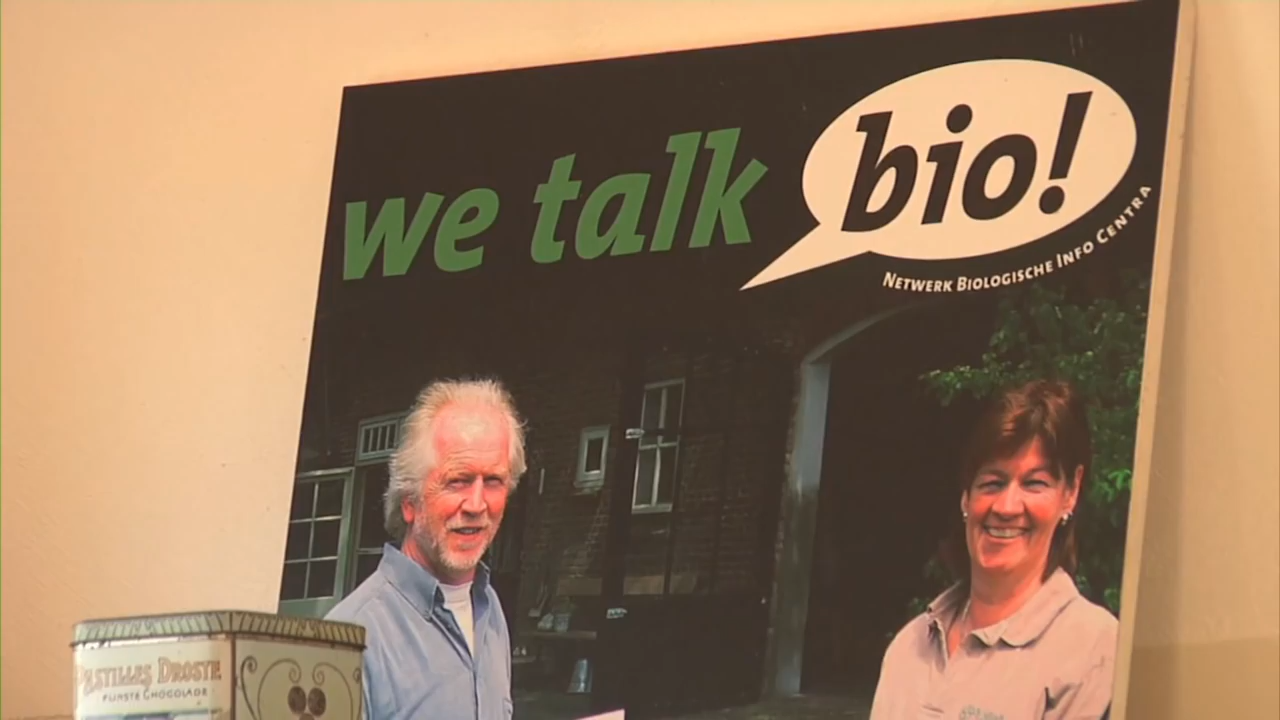 we talk bio!
NETWERK BIOLOGISCHE INFO CENTRA
PASTILLES DROSTE
FIJNSTE CHOCOLADE